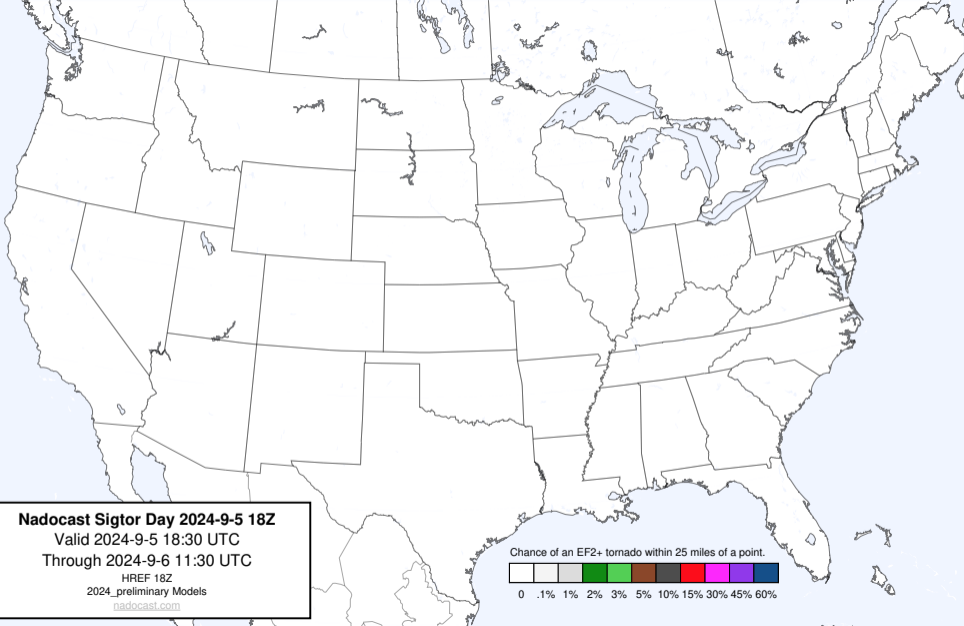 Nadocast Sigtor Day 2024-9-5 18Z
Valid 2024-9-5 18:30 UTC
Through 2024-9-6 11:30 UTC
HREF 18Z
2024_preliminary Models
nadocast.com
Chance of an EF2+ tornado within 25 miles of a point.
0 .1% 1% 2% 3% 5% 10% 15% 30% 45% 60%